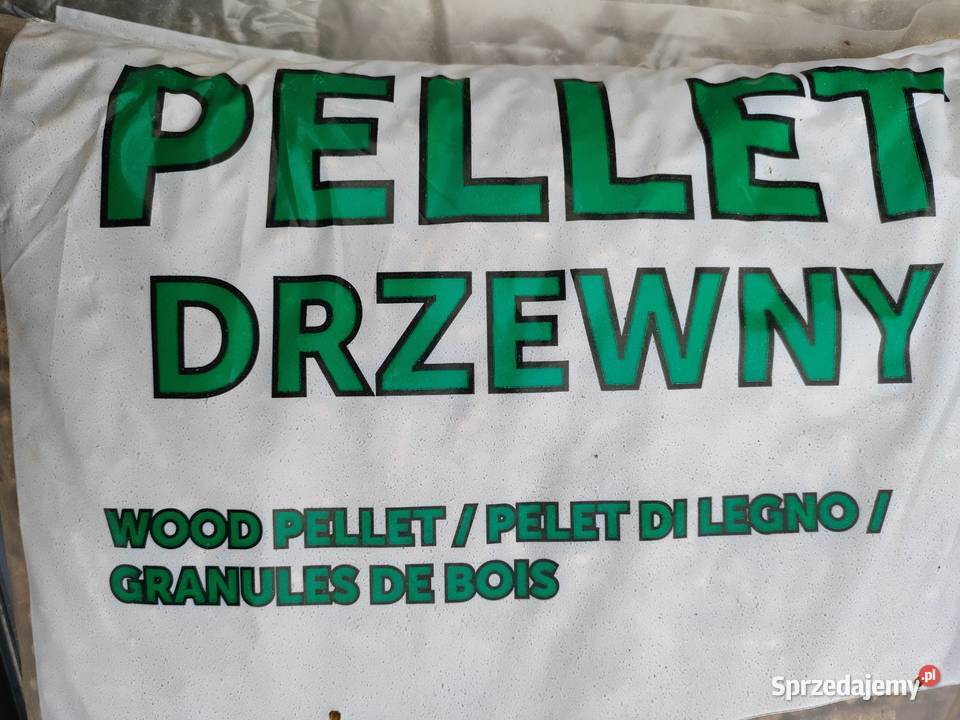 PELLET
DRZEWNY
WOOD PELLET / PELET DI LEGNO /
GRANULES DE BOIS
Sprzedajemy.pl